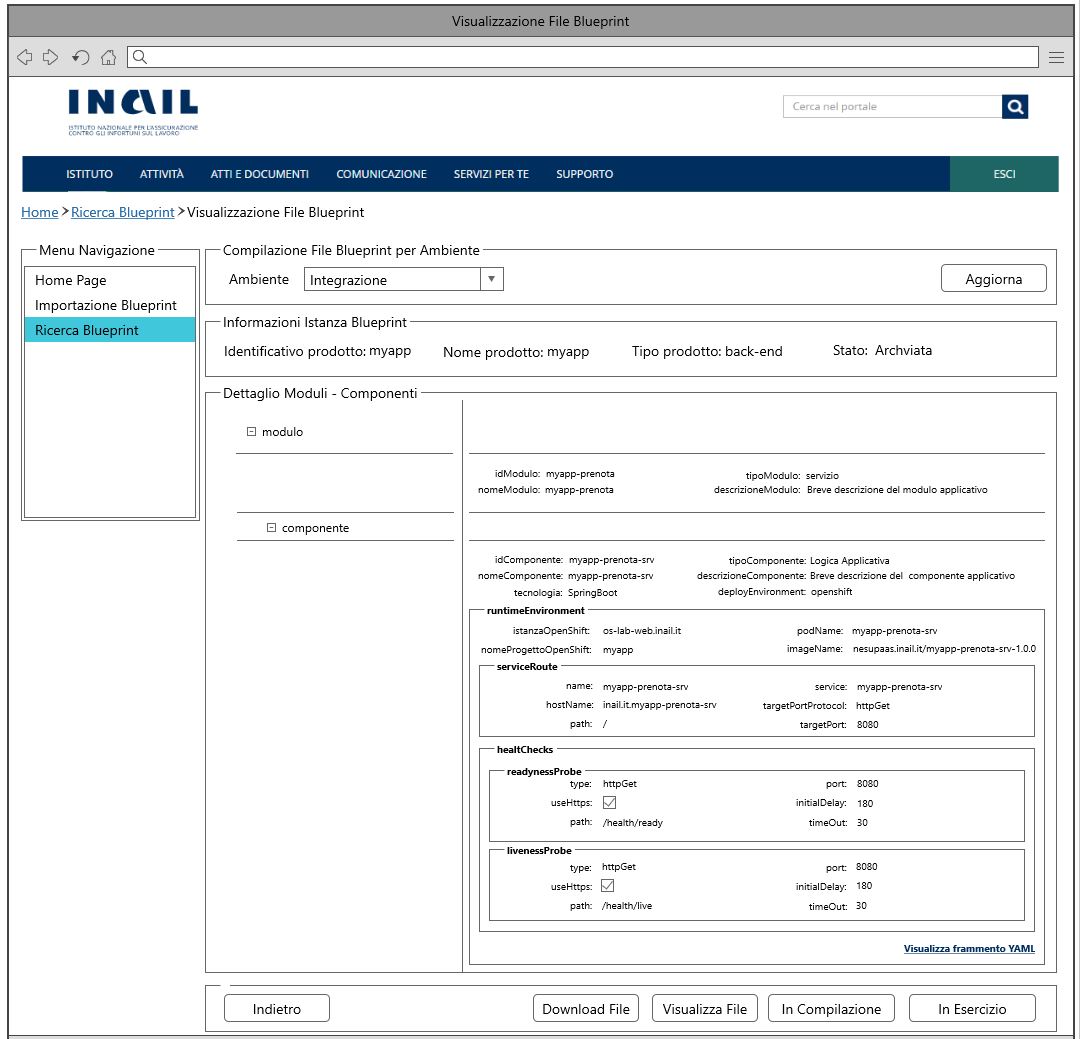 Visualizzazione File Blueprint
INAIL
ISTITUTO NAZIONALE PER L'ASSICURAZIONE
CONTRO GLI INFORTUNI SUL LAVORO
Cerca nel portale
ISTITUTO ATTIVITÀ ATTI E DOCUMENTI COMUNICAZIONE SERVIZI PER TE SUPPORTO ESCI
Home > Ricerca Blueprint > Visualizzazione File Blueprint
Menu Navigazione
Home Page
Importazione Blueprint
Ricerca Blueprint
Compilazione File Blueprint per Ambiente
Ambiente Integrazione Aggiorna
Informazioni Istanza Blueprint
Identificativo prodotto: myapp Nome prodotto: myapp Tipo prodotto: back-end Stato: Archviata
Dettaglio Moduli - Componenti
modulo
idModulo: myapp-prenota tipoModulo: servizio
nomeModulo: myapp-prenota descrizioneModulo: Breve descrizione del modulo applicativo
componente
idComponente: myapp-prenota-srv tipoComponente: Logica Applicativa
nomeComponente: myapp-prenota-srv descrizioneComponente: Breve descrizione del componente applicativo
tecnologia: SpringBoot deployEnvironment: openshift
runtimeEnvironment
istanzaOpenShift: os-lab-web.inail.it podName: myapp-prenota-srv
nomeProgettoOpenShift: myapp imageName: nesupaas.inail.it/myapp-prenota-srv-1.0.0
serviceRoute
name: myapp-prenota-srv service: myapp-prenota-srv
hostName: inail.it.myapp-prenota-srv targetPortProtocol: httpGet
path: / targetPort: 8080
healtChecks
readynessProbe
type: httpGet port: 8080
useHttps: initialDelay: 180
path: /health/ready timeOut: 30
livenessProbe
type: httpGet port: 8080
useHttps: initialDelay: 180
path: /health/live timeOut: 30
Visualizza frammento YAML
Indietro Download File Visualizza File In Compilazione In Esercizio